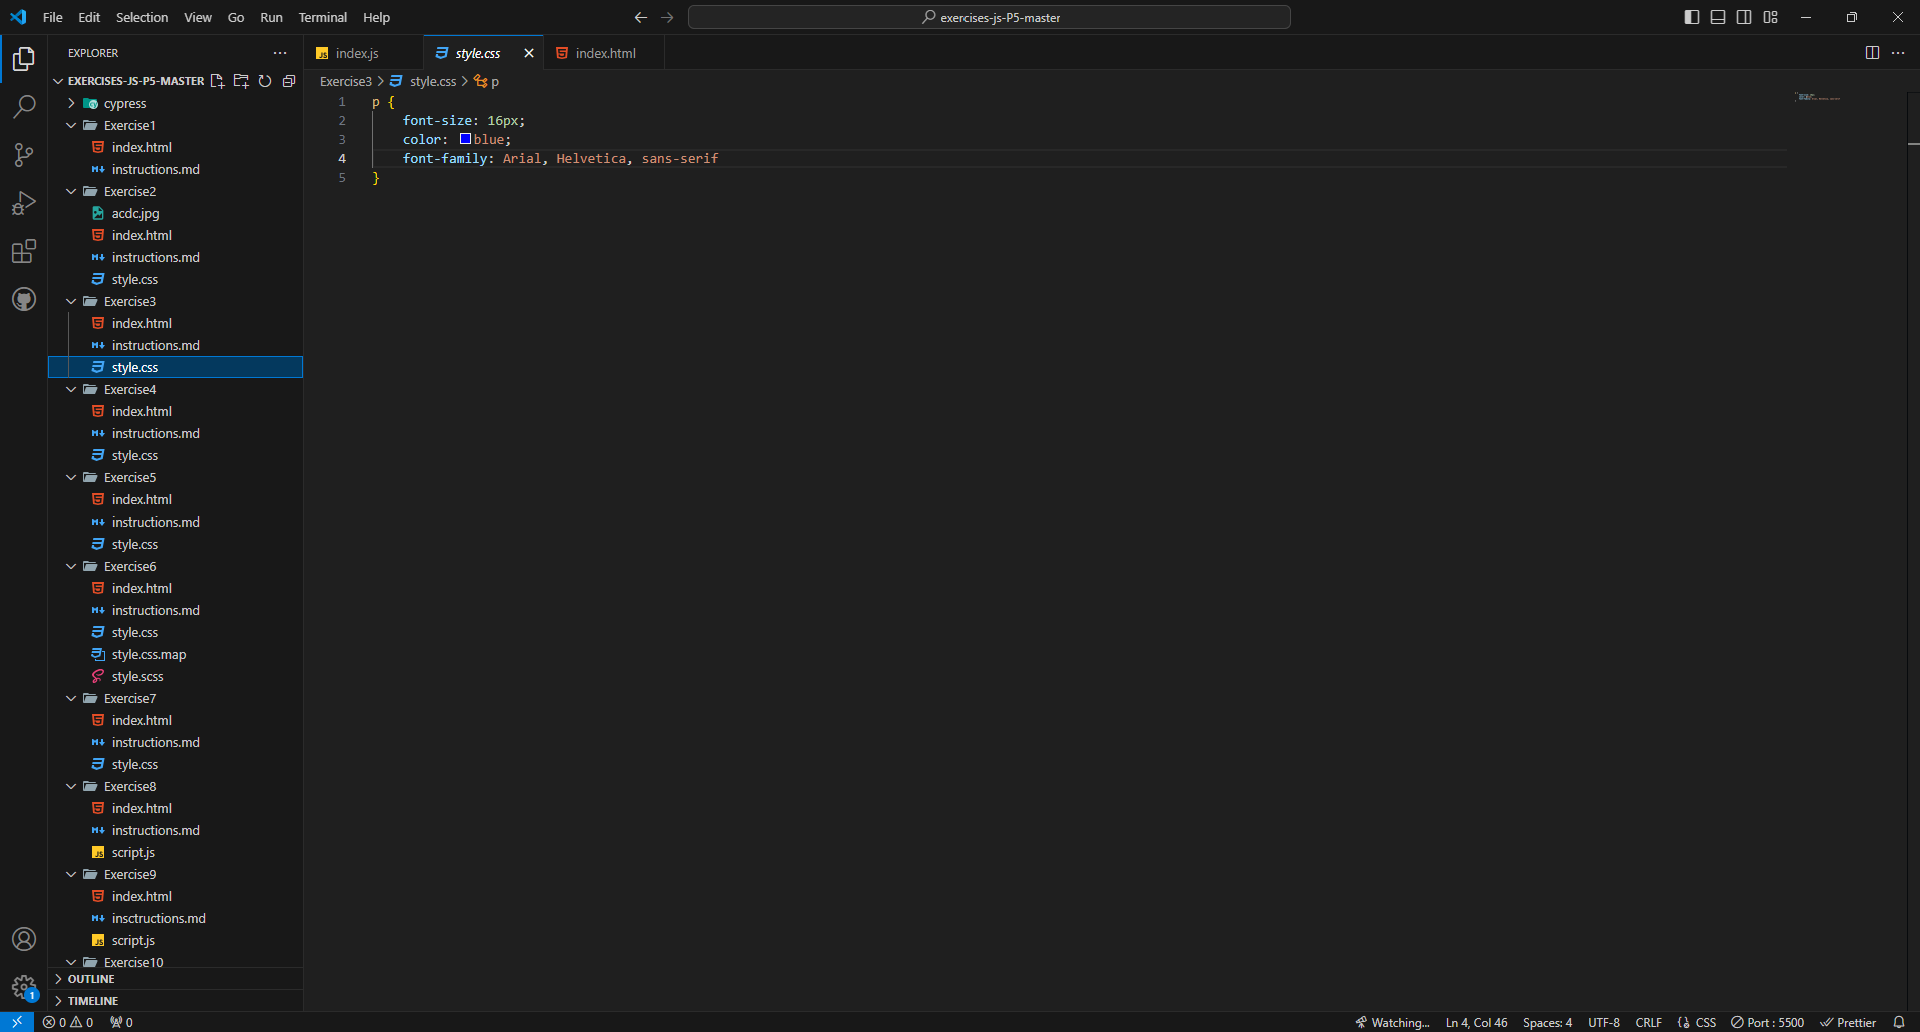 File Edit Selection View Go Run Terminal Help
exercises-js-P5-master
EXPLORER
EXERCISES-JS-P5-MASTER
cypress
Exercise1
index.html
instructions.md
Exercise2
acdc.jpg
index.html
instructions.md
style.css
Exercise3
index.html
instructions.md
style.css
Exercise4
index.html
instructions.md
style.css
Exercise5
index.html
instructions.md
style.css
Exercise6
index.html
instructions.md
style.css
style.css.map
style.scss
Exercise7
index.html
instructions.md
style.css
Exercise8
index.html
instructions.md
script.js
Exercise9
index.html
insctructions.md
script.js
Exercise10
OUTLINE
TIMELINE
index.js style.css index.html
Exercise3 > style.css > p
1 p {
2 font-size: 16px;
3 color: blue;
4 font-family: Arial, Helvetica, sans-serif
5 }
1
0 0 0 Watching... Ln 4, Col 46 Spaces: 4 UTF-8 CRLF CSS Port : 5500 Prettier